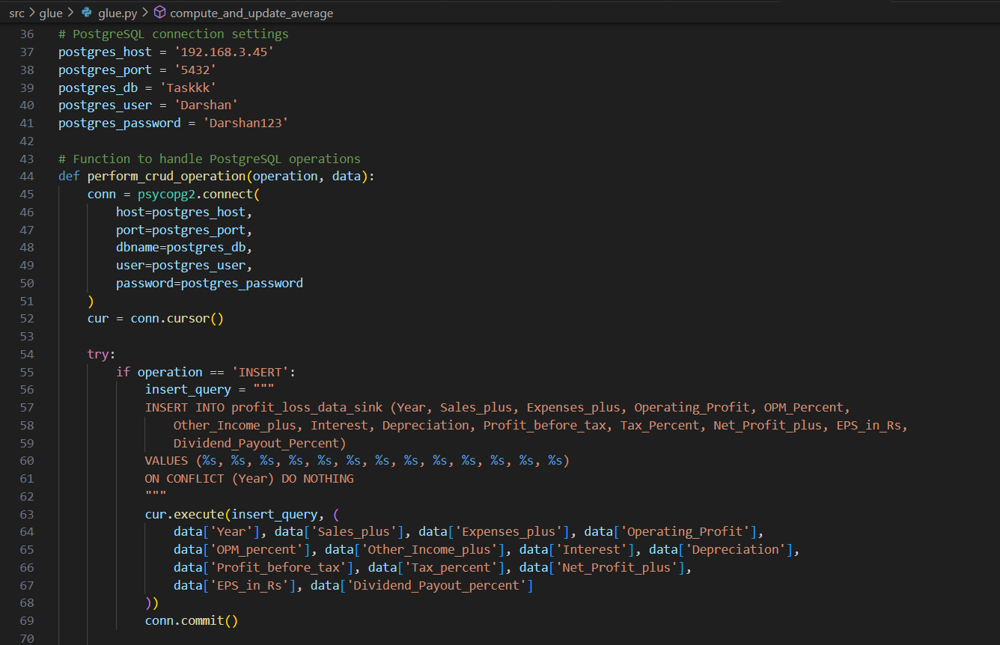 src > glue > glue.py > compute_and_update_average
36 # PostgreSQL connection settings
37 postgres_host = '192.168.3.45'
38 postgres_port = '5432'
39 postgres_db = 'Taskkk'
40 postgres_user = 'Darshan'
41 postgres_password = 'Darshan123'
42
43 # Function to handle PostgreSQL operations
44 def perform_crud_operation(operation, data):
45     conn = psycopg2.connect(
46         host=postgres_host,
47         port=postgres_port,
48         dbname=postgres_db,
49         user=postgres_user,
50         password=postgres_password
51     )
52     cur = conn.cursor()
53
54     try:
55         if operation == 'INSERT':
56             insert_query = """
57             INSERT INTO profit_loss_data_sink (Year, Sales_plus, Expenses_plus, Operating_Profit, OPM_Percent,
58                 Other_Income_plus, Interest, Depreciation, Profit_before_tax, Tax_Percent, Net_Profit_plus, EPS_in_Rs,
59                 Dividend_Payout_Percent)
60             VALUES (%s, %s, %s, %s, %s, %s, %s, %s, %s, %s, %s, %s, %s)
61             ON CONFLICT (Year) DO NOTHING
62             """
63             cur.execute(insert_query, (
64                 data['Year'], data['Sales_plus'], data['Expenses_plus'], data['Operating_Profit'],
65                 data['OPM_percent'], data['Other_Income_plus'], data['Interest'], data['Depreciation'],
66                 data['Profit_before_tax'], data['Tax_percent'], data['Net_Profit_plus'],
67                 data['EPS_in_Rs'], data['Dividend_Payout_percent']
68             ))
69             conn.commit()
70